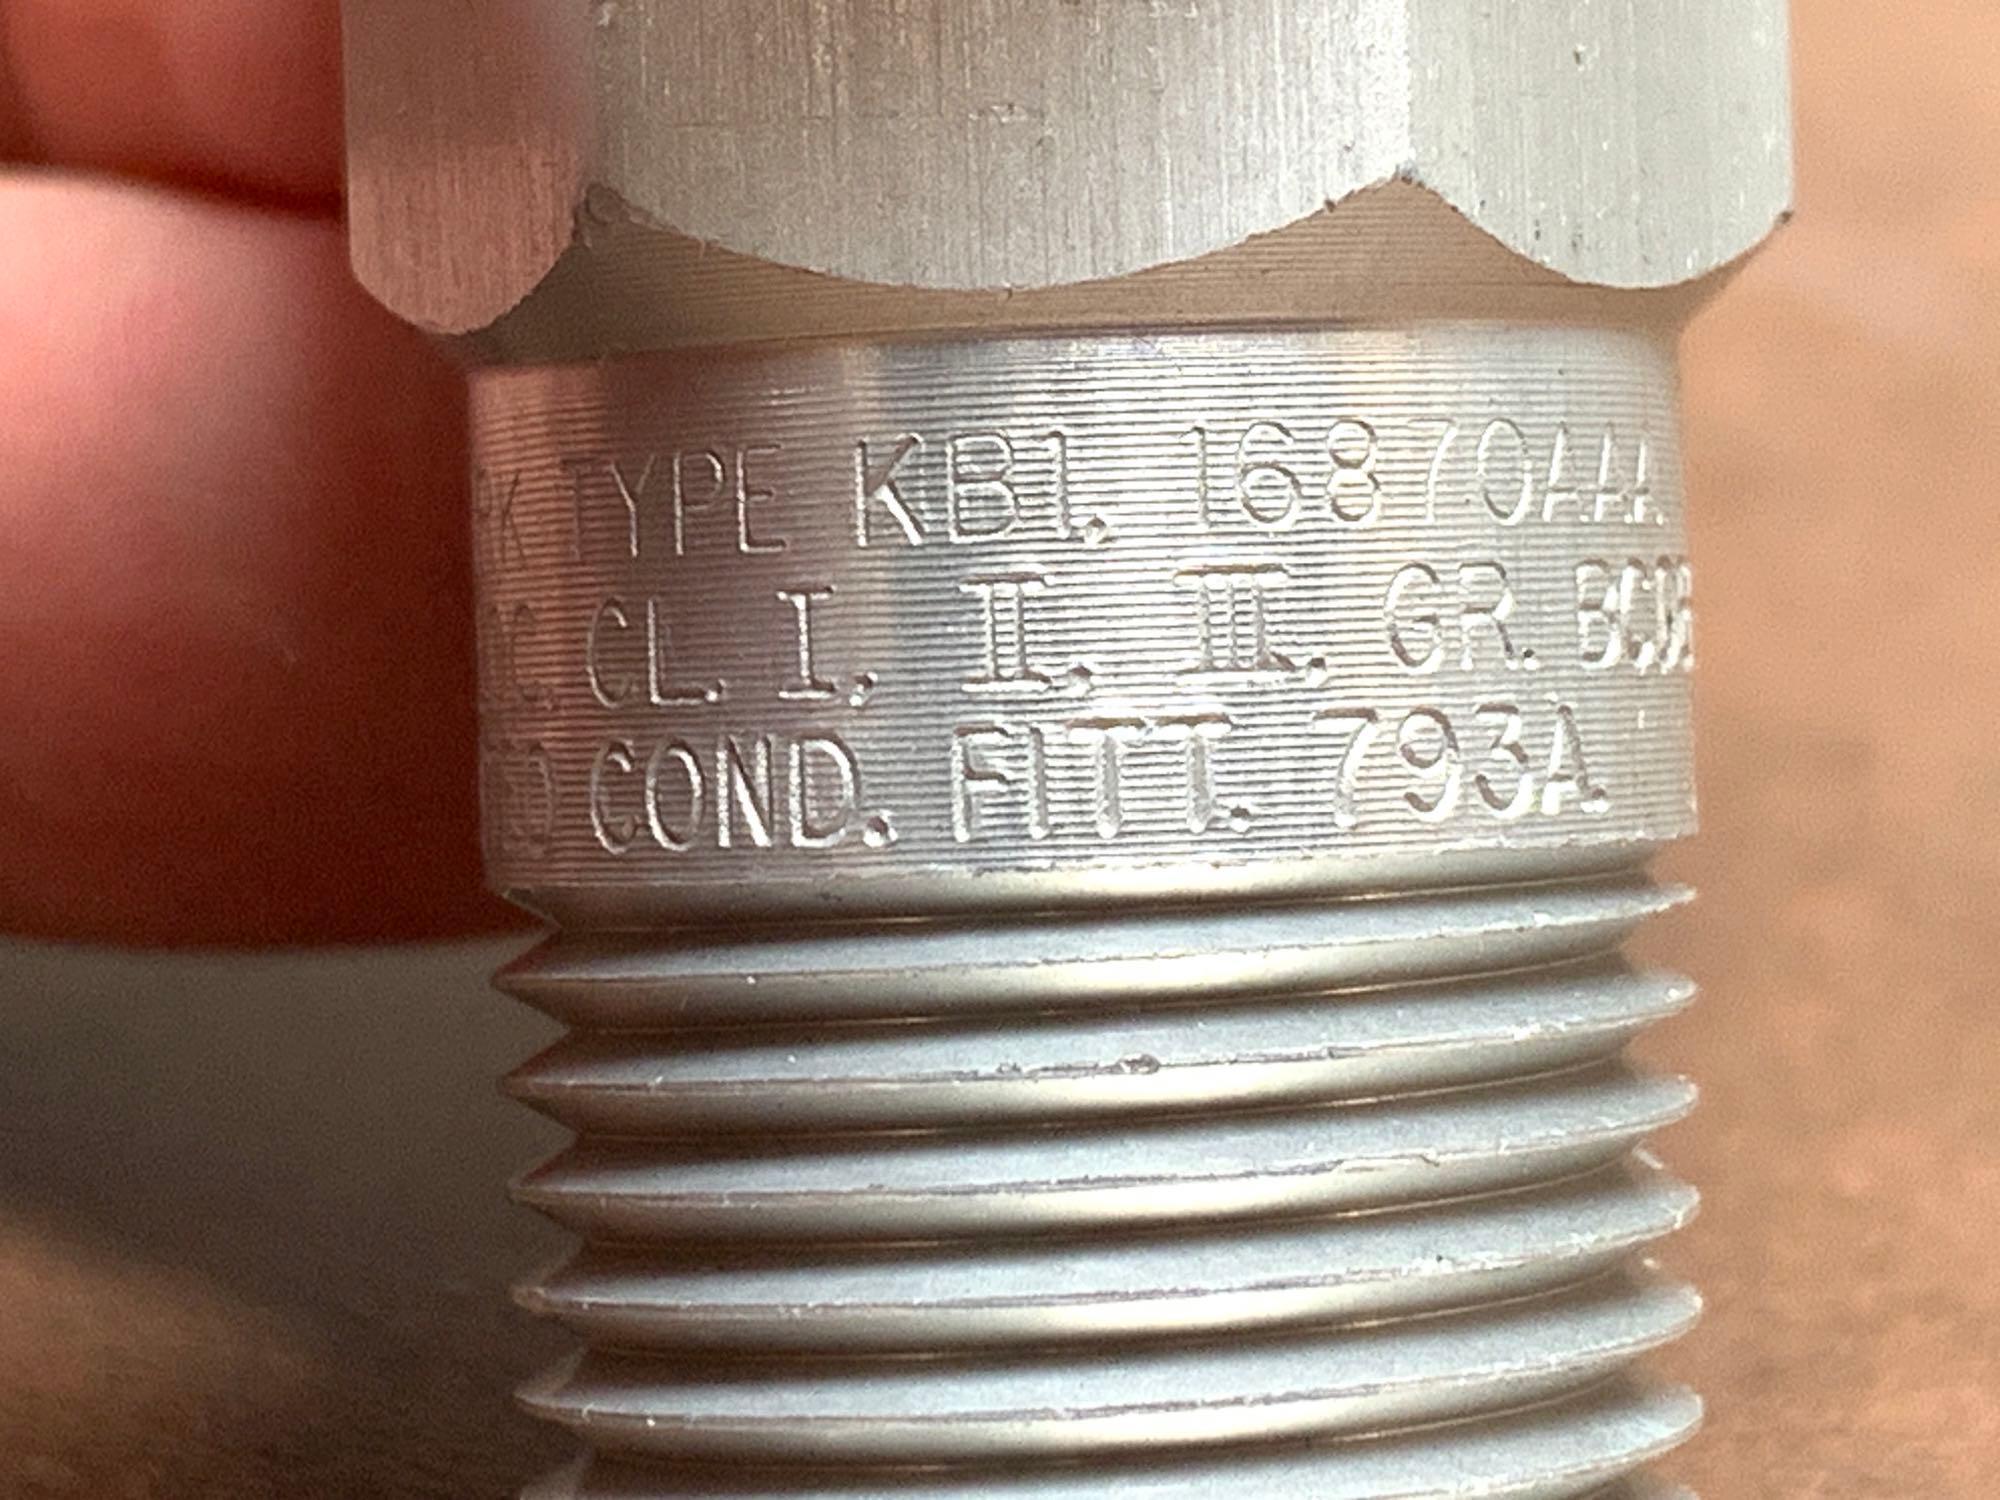 TYPE KB1, 16870AAA
CL. I, II, III, GR. BCD
COND. FITT. 793A